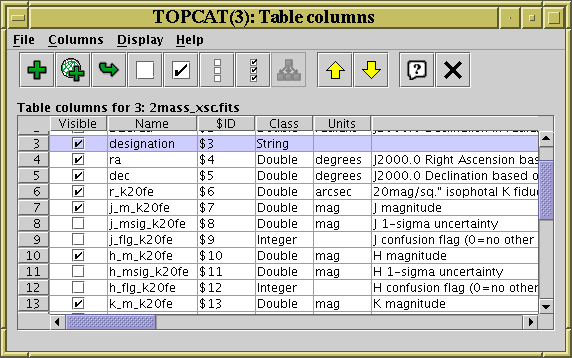 TOPCAT(3): Table columns
File Columns Display Help
Table columns for 3: 2mass_xsc.fits
Visible Name $ID Class Units
3 designation $3 String
4 ra $4 Double degrees J2000.0 Right Ascension bas
5 dec $5 Double degrees J2000.0 Declination based o
6 r_k20fe $6 Double arcsec 20mag/sq." isophotal K fiduc
7 j_m_k20fe $7 Double mag J magnitude
8 j_msig_k20fe $8 Double mag J 1-sigma uncertainty
9 j_flg_k20fe $9 Integer J confusion flag (0=no other
10 h_m_k20fe $10 Double mag H magnitude
11 h_msig_k20fe $11 Double mag H 1-sigma uncertainty
12 h_flg_k20fe $12 Integer H confusion flag (0=no other
13 k_m_k20fe $13 Double mag K magnitude